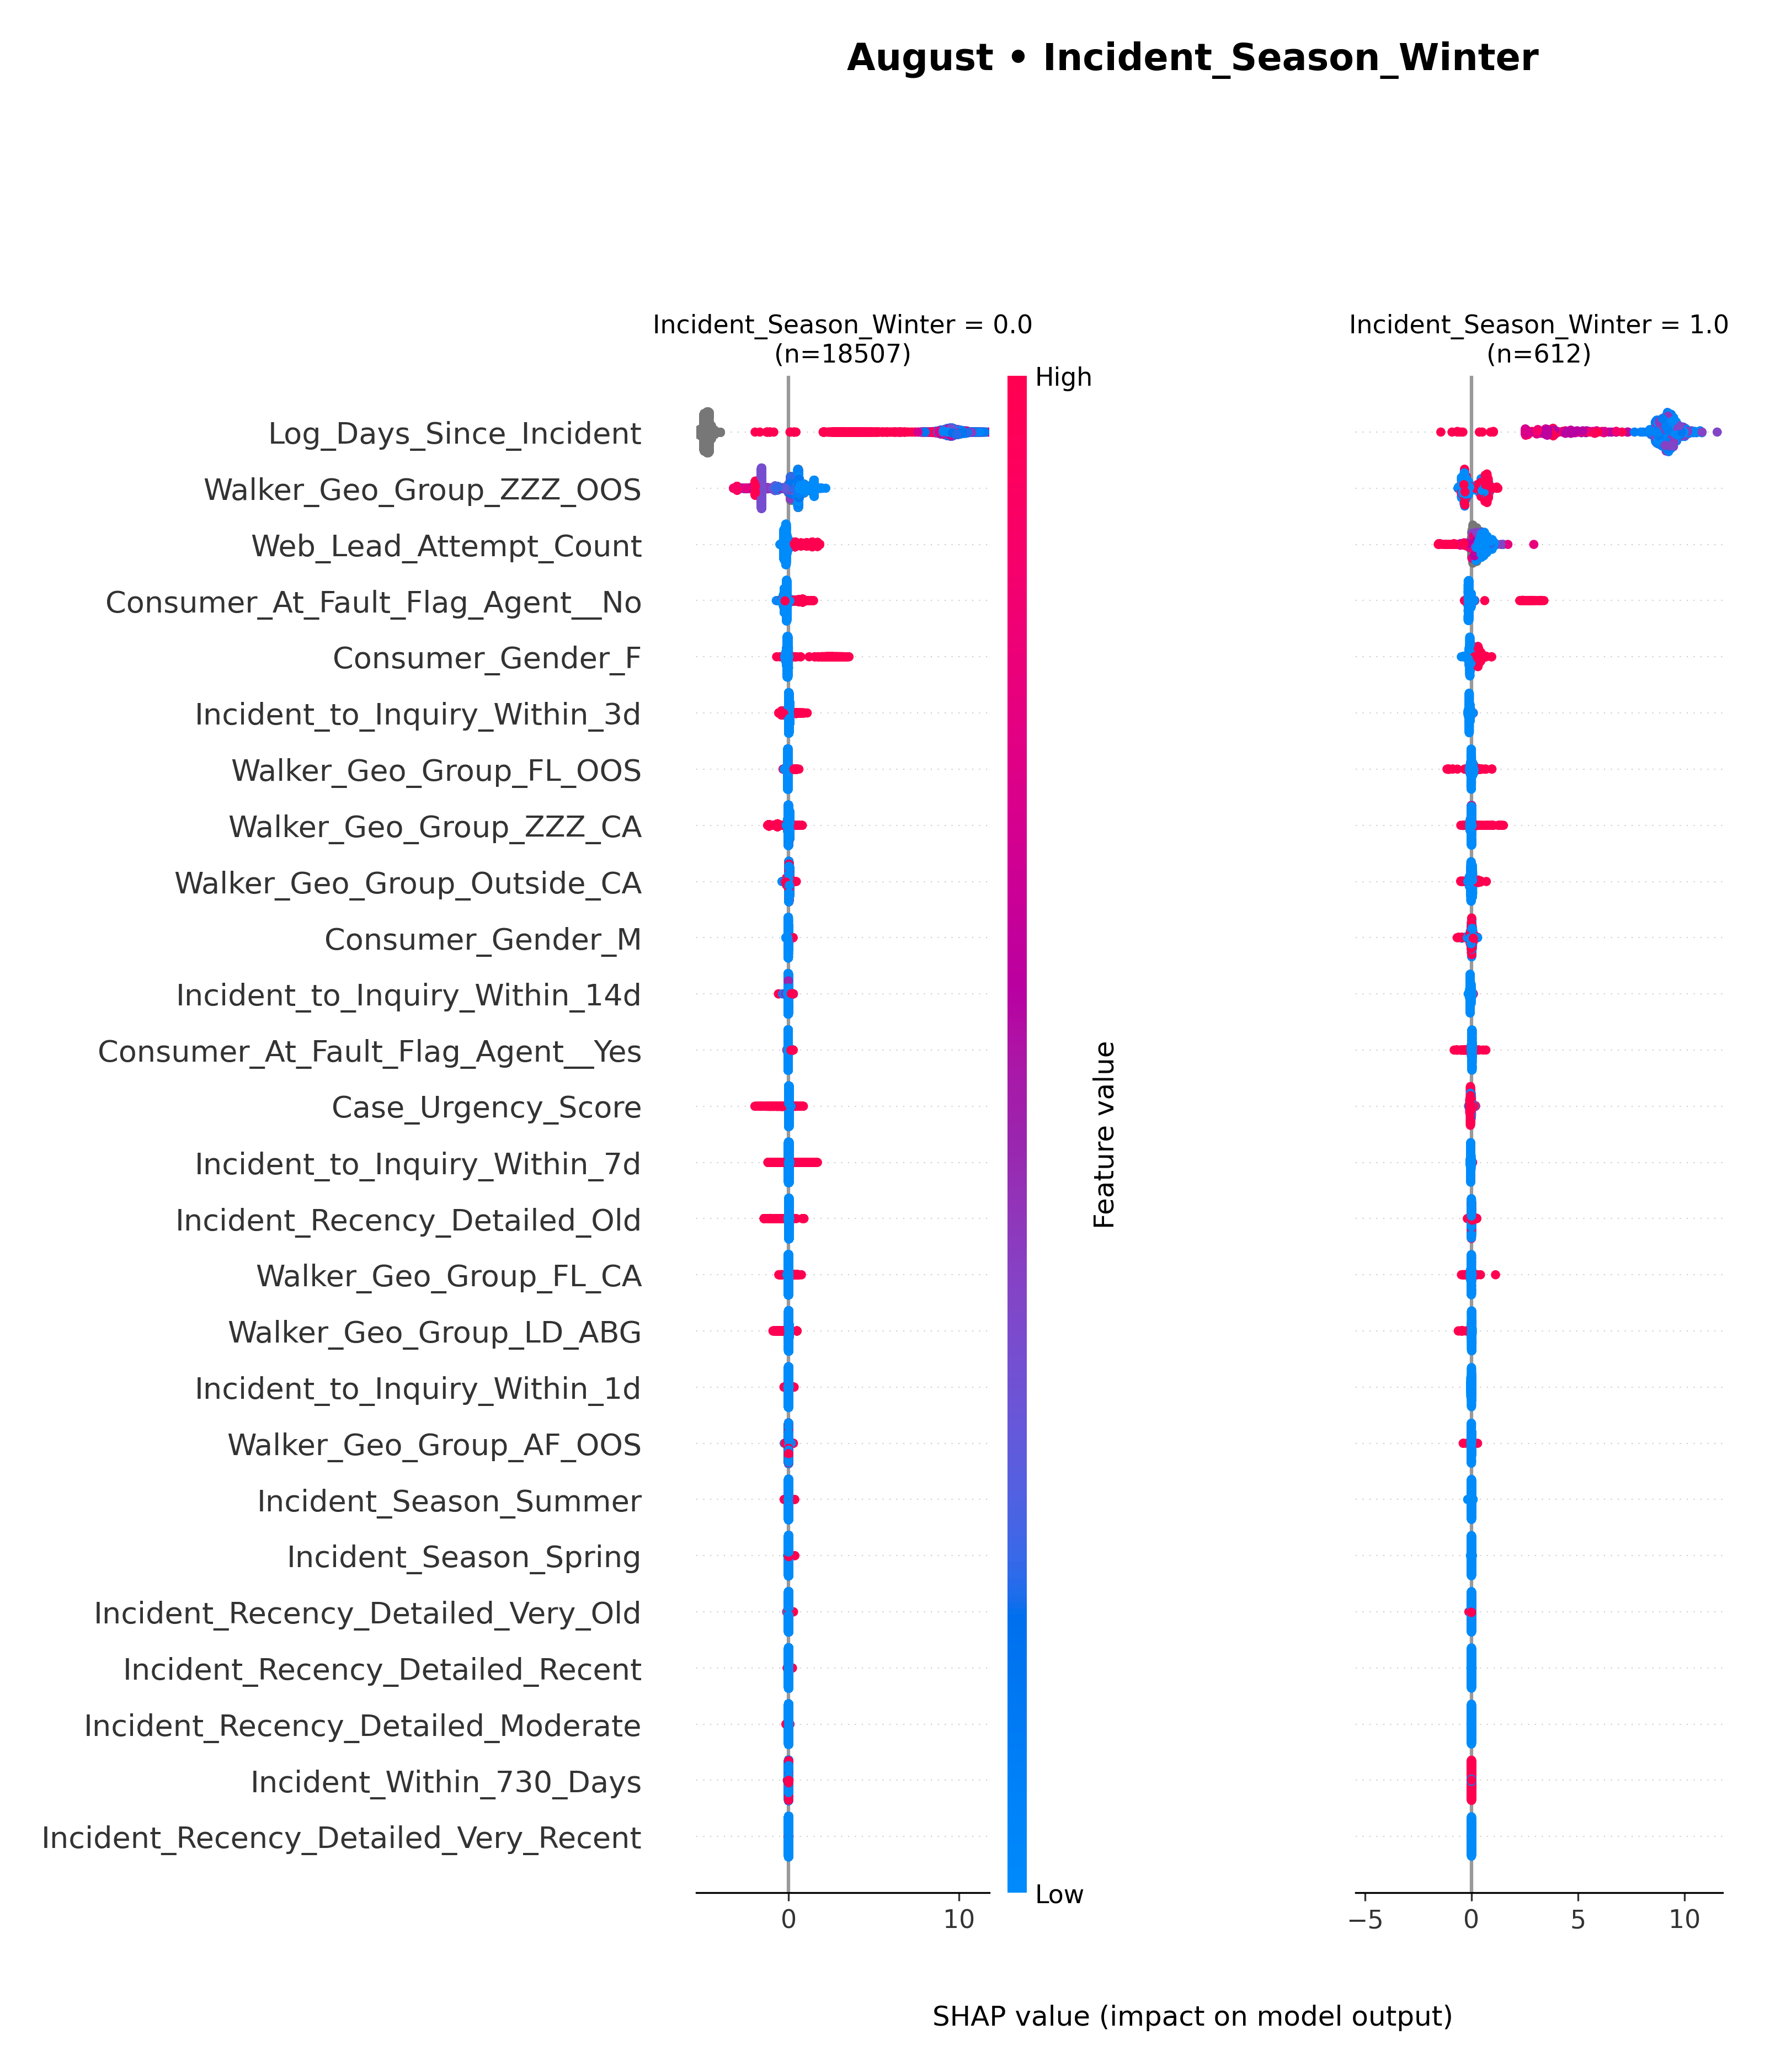 August • Incident_Season_Winter
Incident_Season_Winter = 0.0
(n=18507)
Incident_Season_Winter = 1.0
(n=612)
High
Log_Days_Since_Incident
Walker_Geo_Group_ZZZ_OOS
Web_Lead_Attempt_Count
Consumer_At_Fault_Flag_Agent__No
Consumer_Gender_F
Incident_to_Inquiry_Within_3d
Walker_Geo_Group_FL_OOS
Walker_Geo_Group_ZZZ_CA
Walker_Geo_Group_Outside_CA
Consumer_Gender_M
Incident_to_Inquiry_Within_14d
Consumer_At_Fault_Flag_Agent__Yes
Case_Urgency_Score
Incident_to_Inquiry_Within_7d
Incident_Recency_Detailed_Old
Walker_Geo_Group_FL_CA
Walker_Geo_Group_LD_ABG
Incident_to_Inquiry_Within_1d
Walker_Geo_Group_AF_OOS
Incident_Season_Summer
Incident_Season_Spring
Incident_Recency_Detailed_Very_Old
Incident_Recency_Detailed_Recent
Incident_Recency_Detailed_Moderate
Incident_Within_730_Days
Incident_Recency_Detailed_Very_Recent
Feature value
Low
0 10
−5 0 5 10
SHAP value (impact on model output)